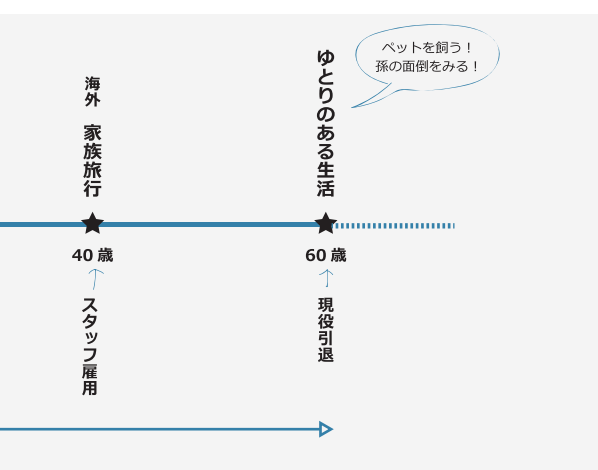 ペットを飼う！
孫の面倒をみる！
海外 家族旅行
ゆとりのある生活
40歳
60歳
スタッフ雇用
現役引退